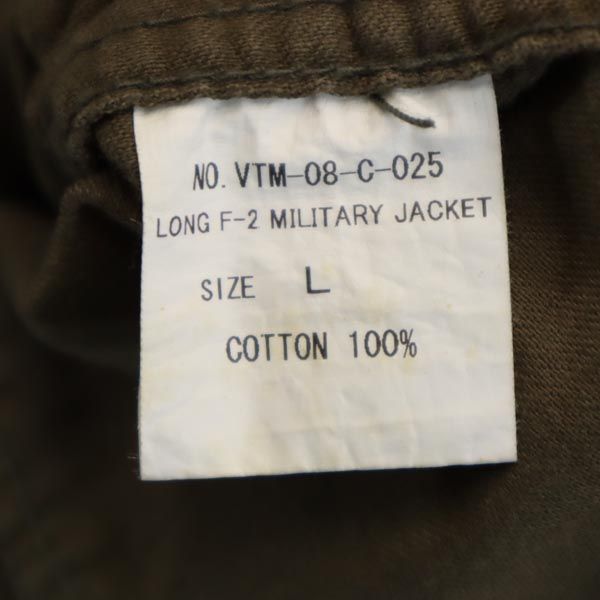 NO. VTM-08-C-025
LONG F-2 MILITARY JACKET
SIZE L
COTTON 100%